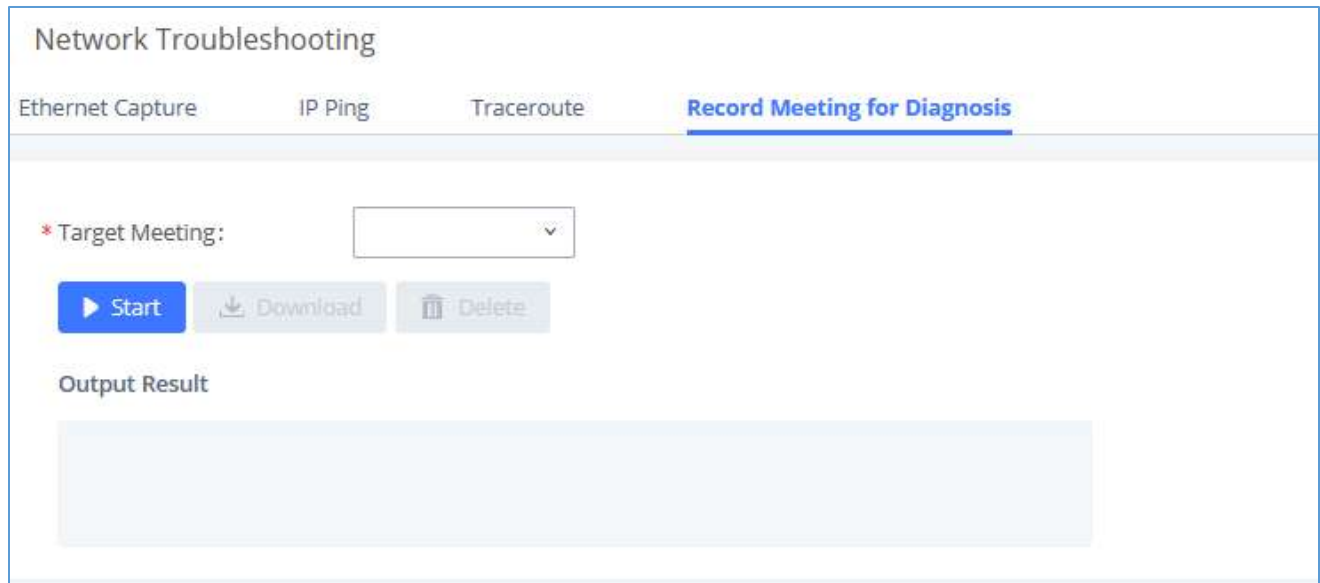 Network Troubleshooting
Ethernet Capture IP Ping Traceroute Record Meeting for Diagnosis
* Target Meeting:
Start Download Delete
Output Result